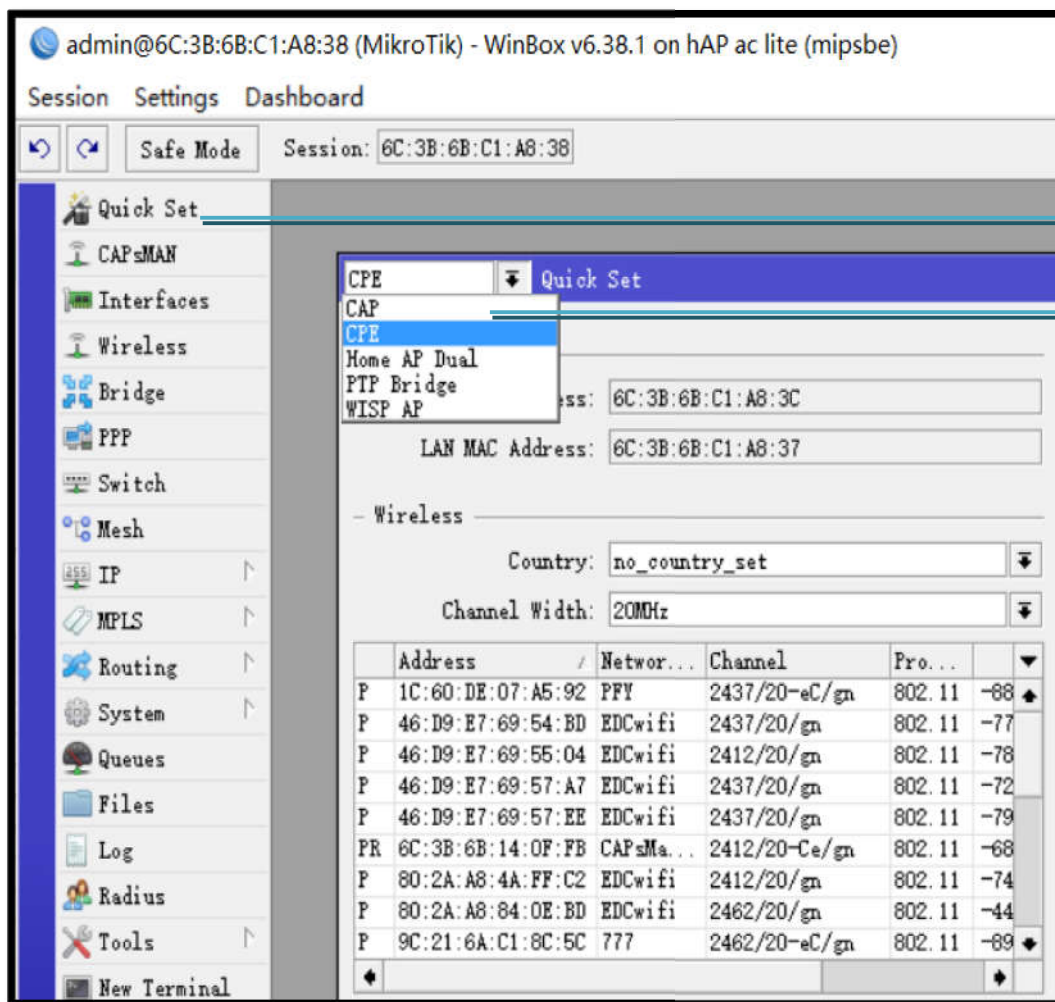 admin@6C:3B:6B:C1:A8:38 (MikroTik) - WinBox v6.38.1 on hAP ac lite (mipsbe)
Session Settings Dashboard
Safe Mode Session: 6C:3B:6B:C1:A8:38
Quick Set
CAPsMAN
Interfaces
Wireless
Bridge
PPP
Switch
Mesh
IP
MPLS
Routing
System
Queues
Files
Log
Radius
Tools
New Terminal
CPE Quick Set
CAP
CPE
Home AP Dual
PTP Bridge
WISP AP
ess: 6C:3B:6B:C1:A8:3C
LAN MAC Address: 6C:3B:6B:C1:A8:37
Wireless
Country: no_country_set
Channel Width: 20MHz
Address Networ... Channel Pro...
P 1C:60:DE:07:A5:92 PFY 2437/20-eC/gn 802.11 -88
P 46:D9:E7:69:54:BD EDCwifi 2437/20/gn 802.11 -77
P 46:D9:E7:69:55:04 EDCwifi 2412/20/gn 802.11 -78
P 46:D9:E7:69:57:A7 EDCwifi 2437/20/gn 802.11 -72
P 46:D9:E7:69:57:EE EDCwifi 2437/20/gn 802.11 -79
PR 6C:3B:6B:14:0F:FB CAPsMa... 2412/20-Ce/gn 802.11 -68
P 80:2A:A8:4A:FF:C2 EDCwifi 2412/20/gn 802.11 -74
P 80:2A:A8:84:0E:BD EDCwifi 2462/20/gn 802.11 -44
P 9C:21:6A:C1:8C:5C 777 2462/20-eC/gn 802.11 -89